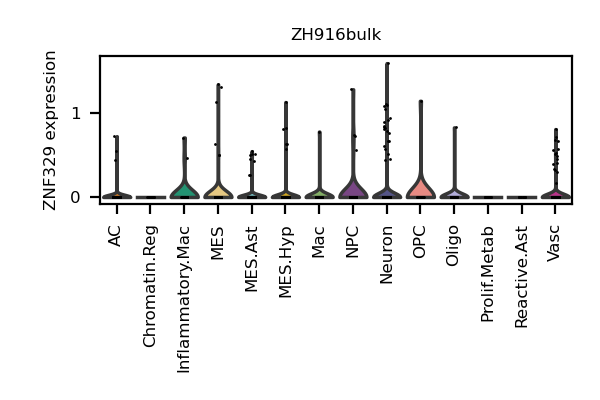 ZH916bulk
ZNF329 expression
1
0
AC
Chromatin.Reg
Inflammatory.Mac
MES
MES.Ast
MES.Hyp
Mac
NPC
Neuron
OPC
Oligo
Prolif.Metab
Reactive.Ast
Vasc